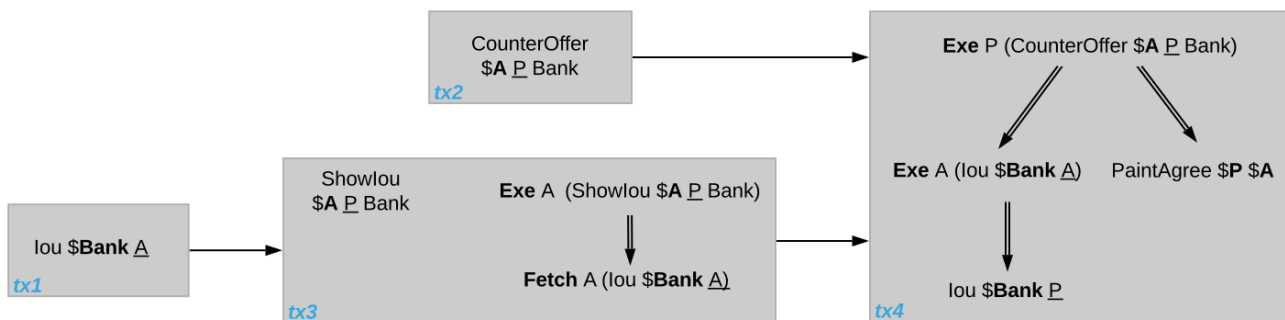 CounterOffer
$A P Bank
tx2
Exe P (CounterOffer $A P Bank)
Exe A (Iou $Bank A)
PaintAgree $P $A
Iou $Bank P
tx4
ShowIou
$A P Bank
Exe A (ShowIou $A P Bank)
Fetch A (Iou $Bank A)
tx3
Iou $Bank A
tx1